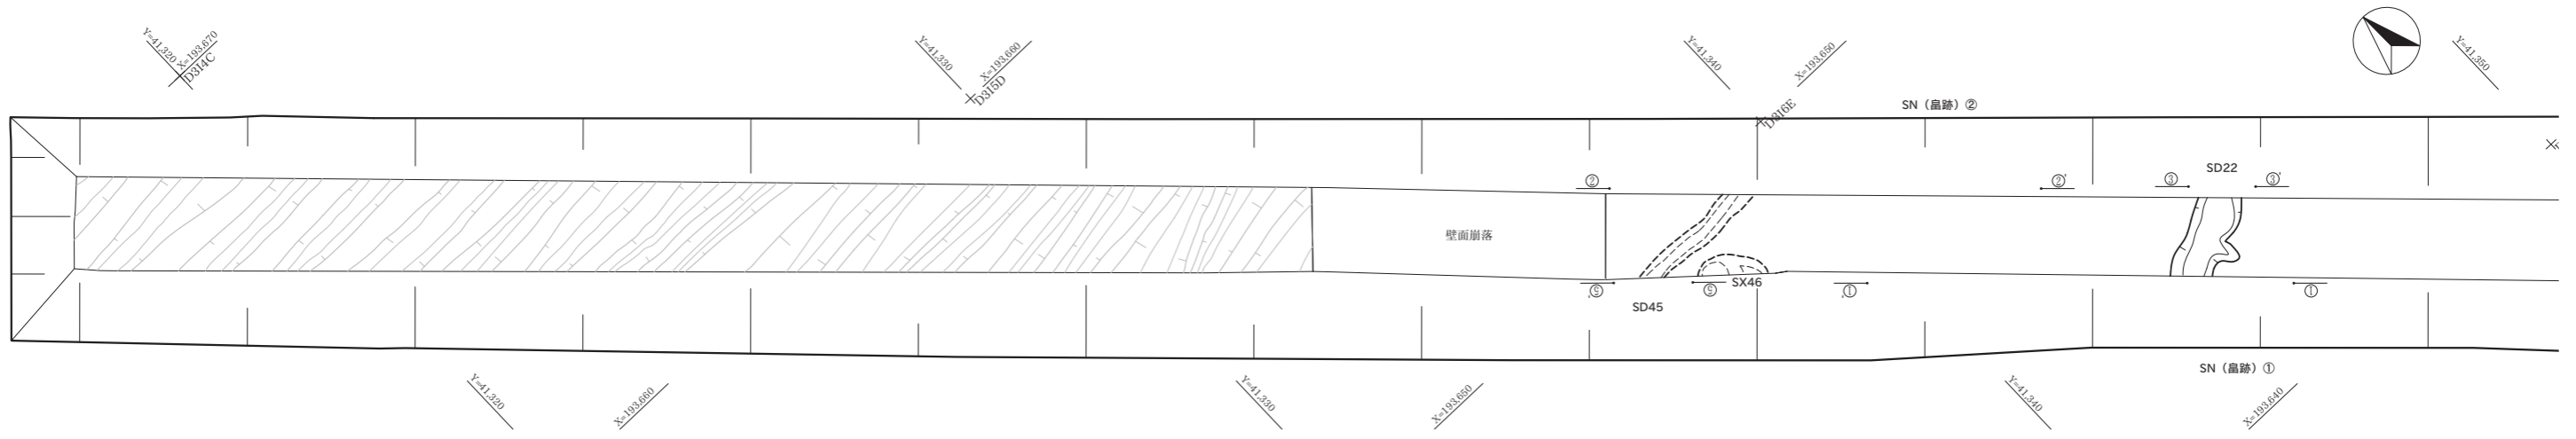 Y=41,320
X=193,670
D314C
Y=41,330
X=193,660
D315D
Y=41,340
X=193,650
D316E
Y=41,350
SN（畠跡）②
SD22
②
②'
③
③'
壁面崩落
⑤'
⑤
SX46
SD45
①'
①
SN（畠跡）①
Y=41,320
X=193,660
Y=41,330
X=193,650
Y=41,340
X=193,640